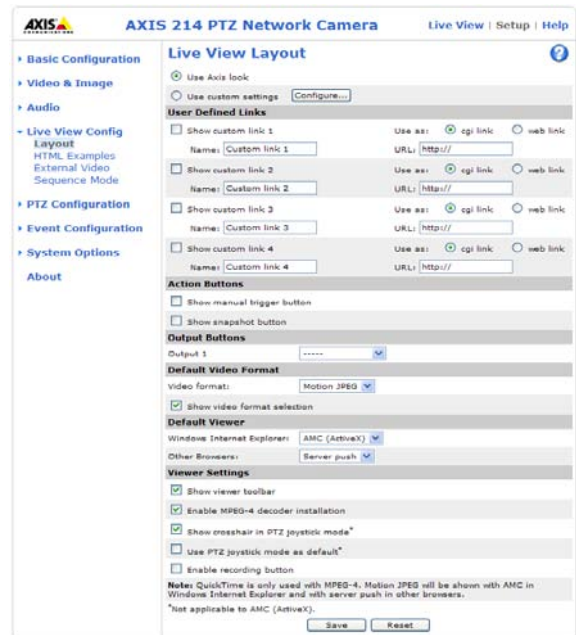 AXIS
COMMUNICATIONS
AXIS 214 PTZ Network Camera
Live View | Setup | Help
Basic Configuration
Video & Image
Audio
Live View Config
Layout
HTML Examples
External Video
Sequence Mode
PTZ Configuration
Event Configuration
System Options
About
Live View Layout
?
Use Axis look
Use custom settings Configure...
User Defined Links
Show custom link 1 Use as: cgi link web link
Name: Custom link 1 URL: http://
Show custom link 2 Use as: cgi link web link
Name: Custom link 2 URL: http://
Show custom link 3 Use as: cgi link web link
Name: Custom link 3 URL: http://
Show custom link 4 Use as: cgi link web link
Name: Custom link 4 URL: http://
Action Buttons
Show manual trigger button
Show snapshot button
Output Buttons
Output 1 -----
Default Video Format
Video format: Motion JPEG
Show video format selection
Default Viewer
Windows Internet Explorer: AMC (ActiveX)
Other Browsers: Server push
Viewer Settings
Show viewer toolbar
Enable MPEG-4 decoder installation
Show crosshair in PTZ joystick mode*
Use PTZ joystick mode as default*
Enable recording button
Note: QuickTime is only used with MPEG-4. Motion JPEG will be shown with AMC in
Windows Internet Explorer and with server push in other browsers.
*Not applicable to AMC (ActiveX).
Save Reset